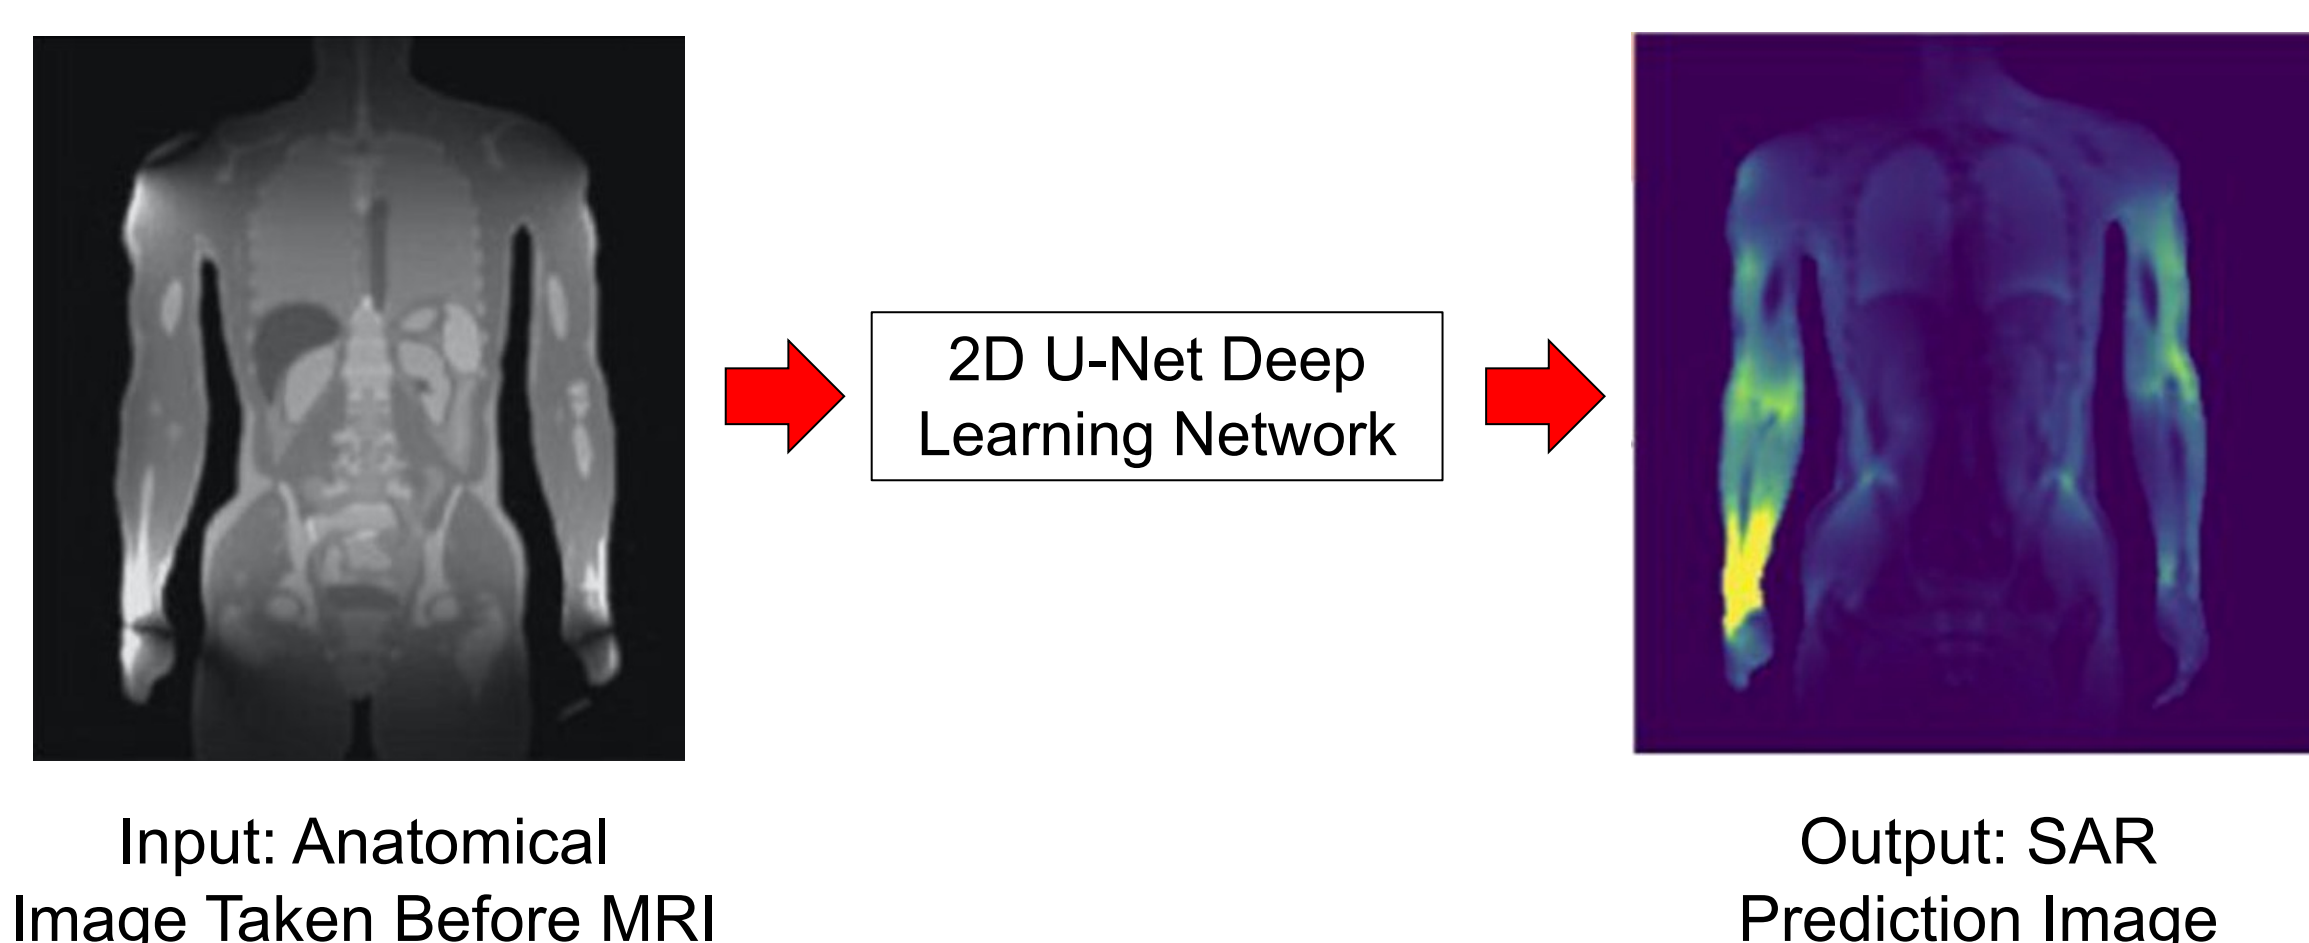 2D U-Net Deep
Learning Network
Input: Anatomical
Image Taken Before MRI
Output: SAR
Prediction Image